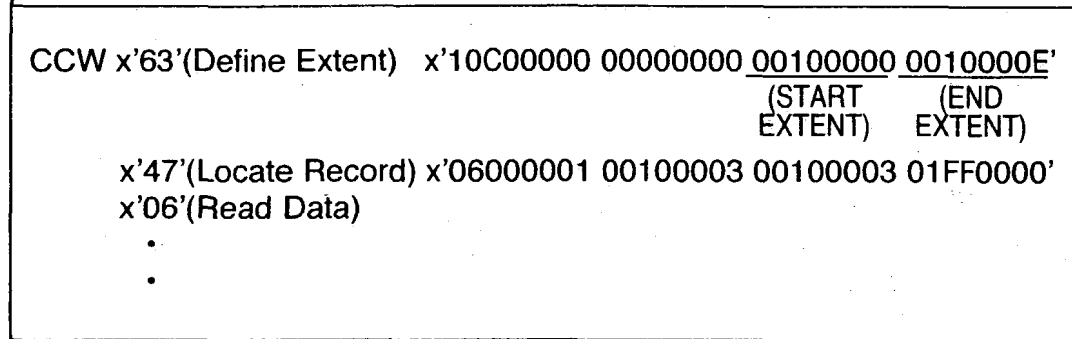 CCW x'63'(Define Extent) x'10C00000 00000000 00100000 0010000E'
(START (END
EXTENT) EXTENT)
x'47'(Locate Record) x'06000001 00100003 00100003 01FF0000'
x'06'(Read Data)
•
•